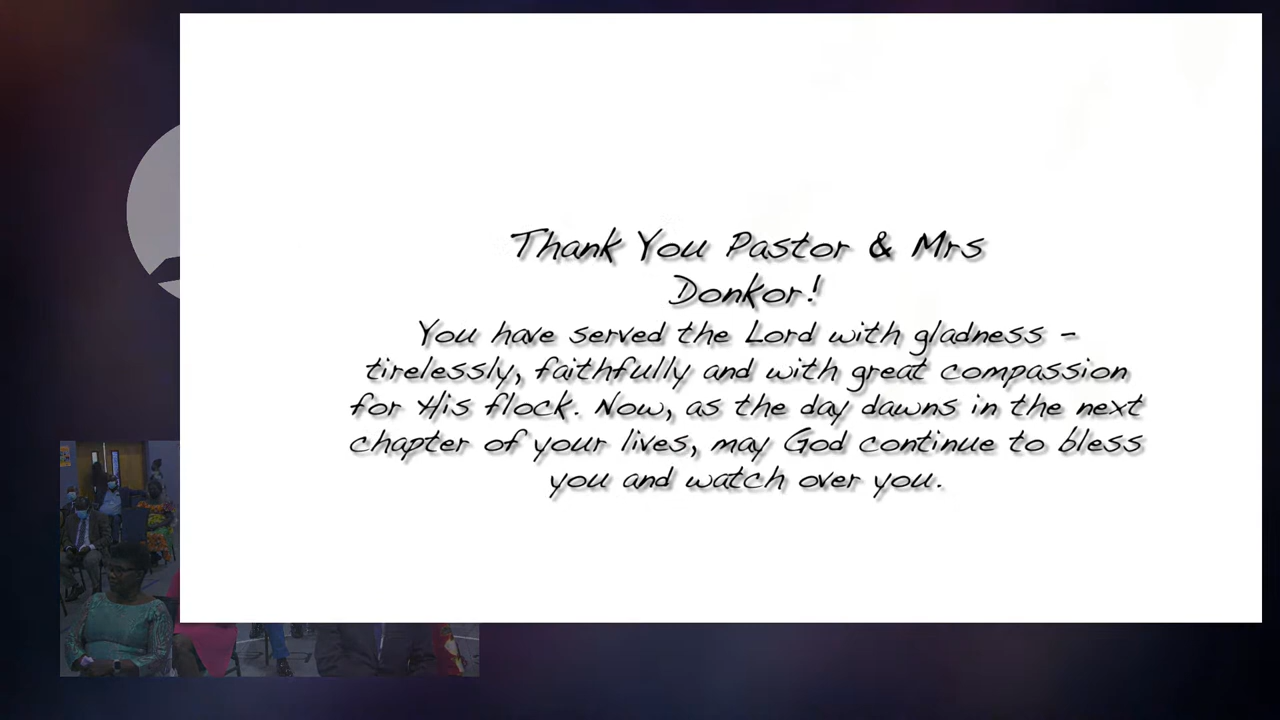 Thank You Pastor & Mrs
Donkor!
You have served the Lord with gladness -
tirelessly, faithfully and with great compassion
for His flock. Now, as the day dawns in the next
chapter of your lives, may God continue to bless
you and watch over you.